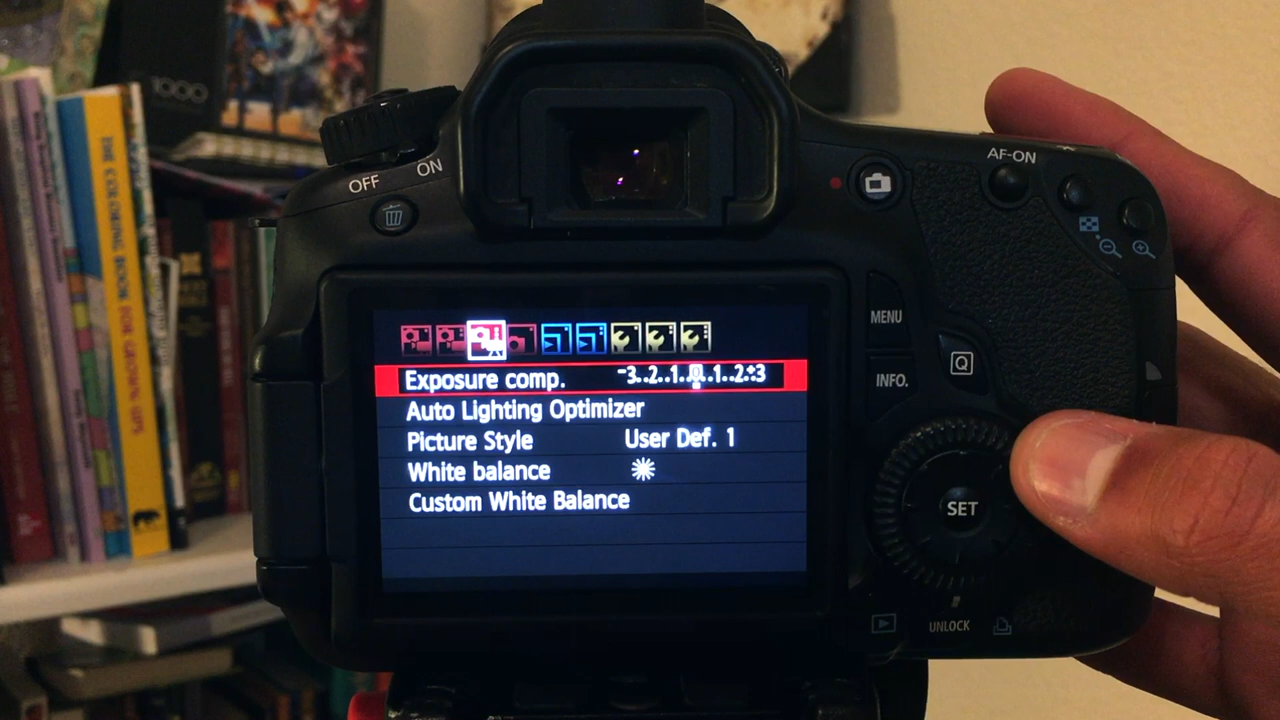 1000
OFF
ON
AF-ON
MENU
INFO.
Q
SET
UNLOCK
Exposure comp. -3..2..1..0..1..2.+3
Auto Lighting Optimizer
Picture Style User Def. 1
White balance
Custom White Balance
THE COLORING BOOK FOR GROWN-UPS